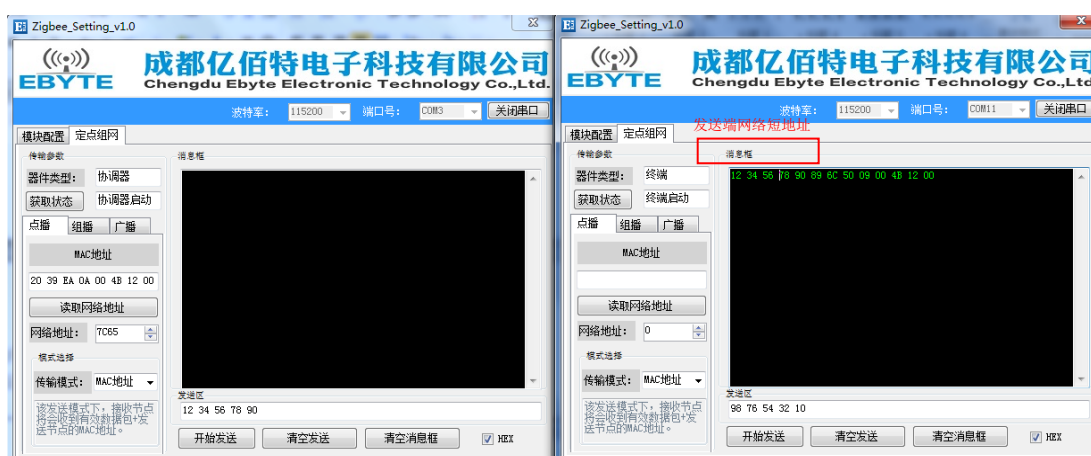 Zigbee_Setting_v1.0
EBYTE
成都亿佰特电子科技有限公司
Chengdu Ebyte Electronic Technology Co.,Ltd.
波特率: 115200 端口号: COM3 关闭串口
模块配置 定点组网
传输参数
器件类型: 协调器
获取状态 协调器启动
点播 组播 广播
MAC地址
20 39 EA 0A 00 4B 12 00
读取网络地址
网络地址: 7C65
模式选择
传输模式: MAC地址
该发送模式下，接收节点
将会收到有效数据包+发
送节点的MAC地址。
消息框
发送区
12 34 56 78 90
开始发送 清空发送 清空消息框 HEX
Zigbee_Setting_v1.0
EBYTE
成都亿佰特电子科技有限公司
Chengdu Ebyte Electronic Technology Co.,Ltd
波特率: 115200 端口号: COM11 关闭串口
模块配置 定点组网
发送端网络短地址
传输参数
器件类型: 终端
获取状态 终端启动
点播 组播 广播
MAC地址
读取网络地址
网络地址: 0
模式选择
传输模式: MAC地址
该发送模式下，接收节点
将会收到有效数据包+发
送节点的MAC地址。
消息框
12 34 56 78 90 89 6C 50 09 00 4B 12 00
发送区
98 76 54 32 10
开始发送 清空发送 清空消息框 HEX